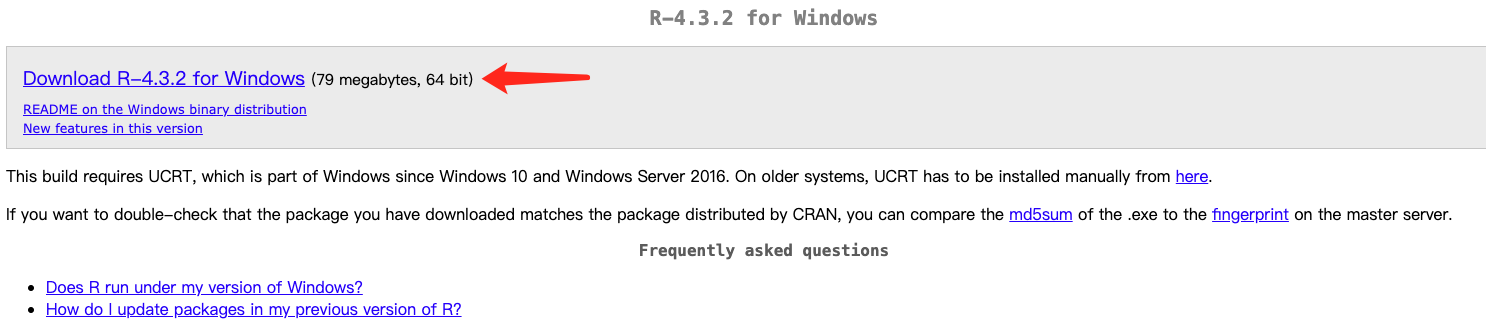 R-4.3.2 for Windows
Download R-4.3.2 for Windows (79 megabytes, 64 bit)
README on the Windows binary distribution
New features in this version
This build requires UCRT, which is part of Windows since Windows 10 and Windows Server 2016. On older systems, UCRT has to be installed manually from here.
If you want to double-check that the package you have downloaded matches the package distributed by CRAN, you can compare the md5sum of the .exe to the fingerprint on the master server.
Frequently asked questions
• Does R run under my version of Windows?
• How do I update packages in my previous version of R?